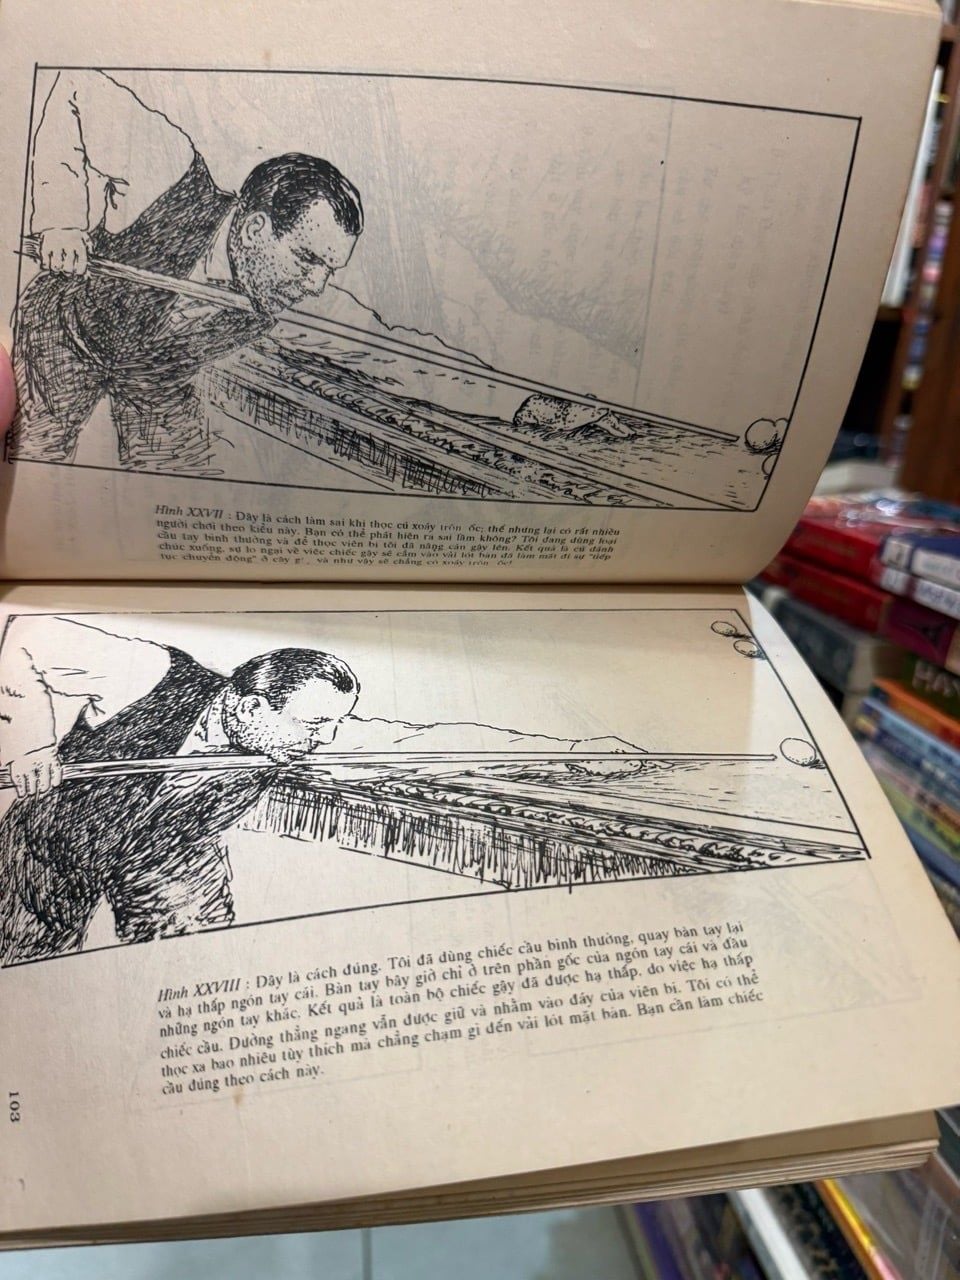 Hình XXVII : Đây là cách làm sai khi thọc cú xoáy trôn ốc; thế nhưng lại có rất nhiều
người chơi theo kiểu này. Bạn có thể phát hiện ra sai lầm không? Tôi đang dùng loại
cầu tay bình thường và để thọc viên bi tôi đã nâng cán gậy lên. Kết quả là cú đánh
chúc xuống, sự lo ngại về việc chiếc gậy sẽ cắm vào vải lót bàn đã làm mất đi sự "tiếp
tục chuyển động" ở cây , và như vậy sẽ chẳng có xoáy trôn ốc!
Hình XXVIII : Đây là cách đúng. Tôi đã dùng chiếc cầu bình thường, quay bàn tay lại
và hạ thấp ngón tay cái. Bàn tay bây giờ chỉ ở trên phần gốc của ngón tay cái và đầu
những ngón tay khác. Kết quả là toàn bộ chiếc gậy đã được hạ thấp, do việc hạ thấp
chiếc cầu. Đường thẳng ngang vẫn được giữ và nhắm vào đáy của viên bi. Tôi có thể
thọc xa bao nhiêu tùy thích mà chẳng chạm gì đến vải lót mặt bàn. Bạn cần làm chiếc
cầu đúng theo cách này.
103